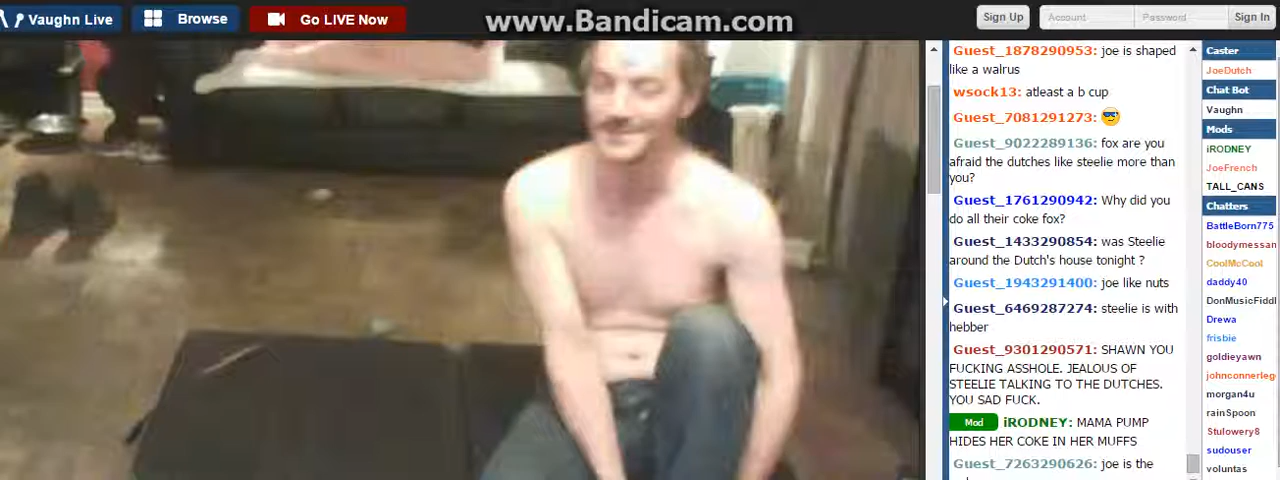 Vaughn Live
Browse
Go LIVE Now
www.Bandicam.com
Sign Up
Account
Password
Sign In
Guest_1878290953: joe is shaped
like a walrus
wsock13: atleast a b cup
Guest_7081291273: 😎
Guest_9022289136: fox are you
afraid the dutches like steelie more than
you?
Guest_1761290942: Why did you
do all their coke fox?
Guest_1433290854: was Steelie
around the Dutch's house tonight ?
Guest_1943291400: joe like nuts
Guest_6469287274: steelie is with
hebber
Guest_9301290571: SHAWN YOU
FUCKING ASSHOLE. JEALOUS OF
STEELIE TALKING TO THE DUTCHES.
YOU SAD FUCK.
Mod iRODNEY: MAMA PUMP
HIDES HER COKE IN HER MUFFS
Guest_7263290626: joe is the
Caster
JoeDutch
Chat Bot
Vaughn
Mods
iRODNEY
JoeFrench
TALL_CANS
Chatters
BattleBorn775
bloodymessan
CoolMcCool
daddy40
DonMusicFiddl
Drewa
frisbie
goldieyawn
johnconnerleg
morgan4u
rainSpoon
Stulowery8
sudouser
voluntas